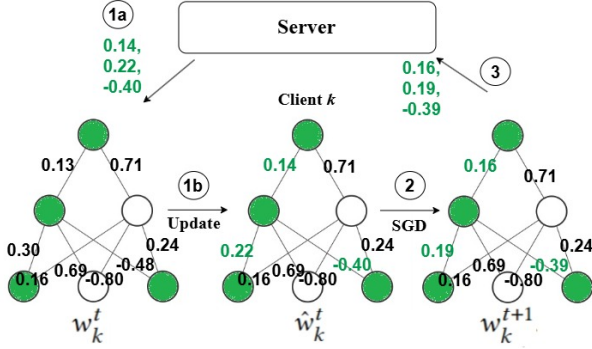 1a
Server
0.14,
0.22,
-0.40
0.16,
0.19,
-0.39
3
Client k
0.13 0.71
0.14 0.71
0.16 0.71
1b
Update
2
SGD
0.30 0.16 0.69 -0.80 -0.48 0.24
0.22 0.16 0.69 -0.80 -0.40 0.24
0.19 0.16 0.69 -0.80 -0.39 0.24
w_k^t
ŵ_k^t
w_k^{t+1}